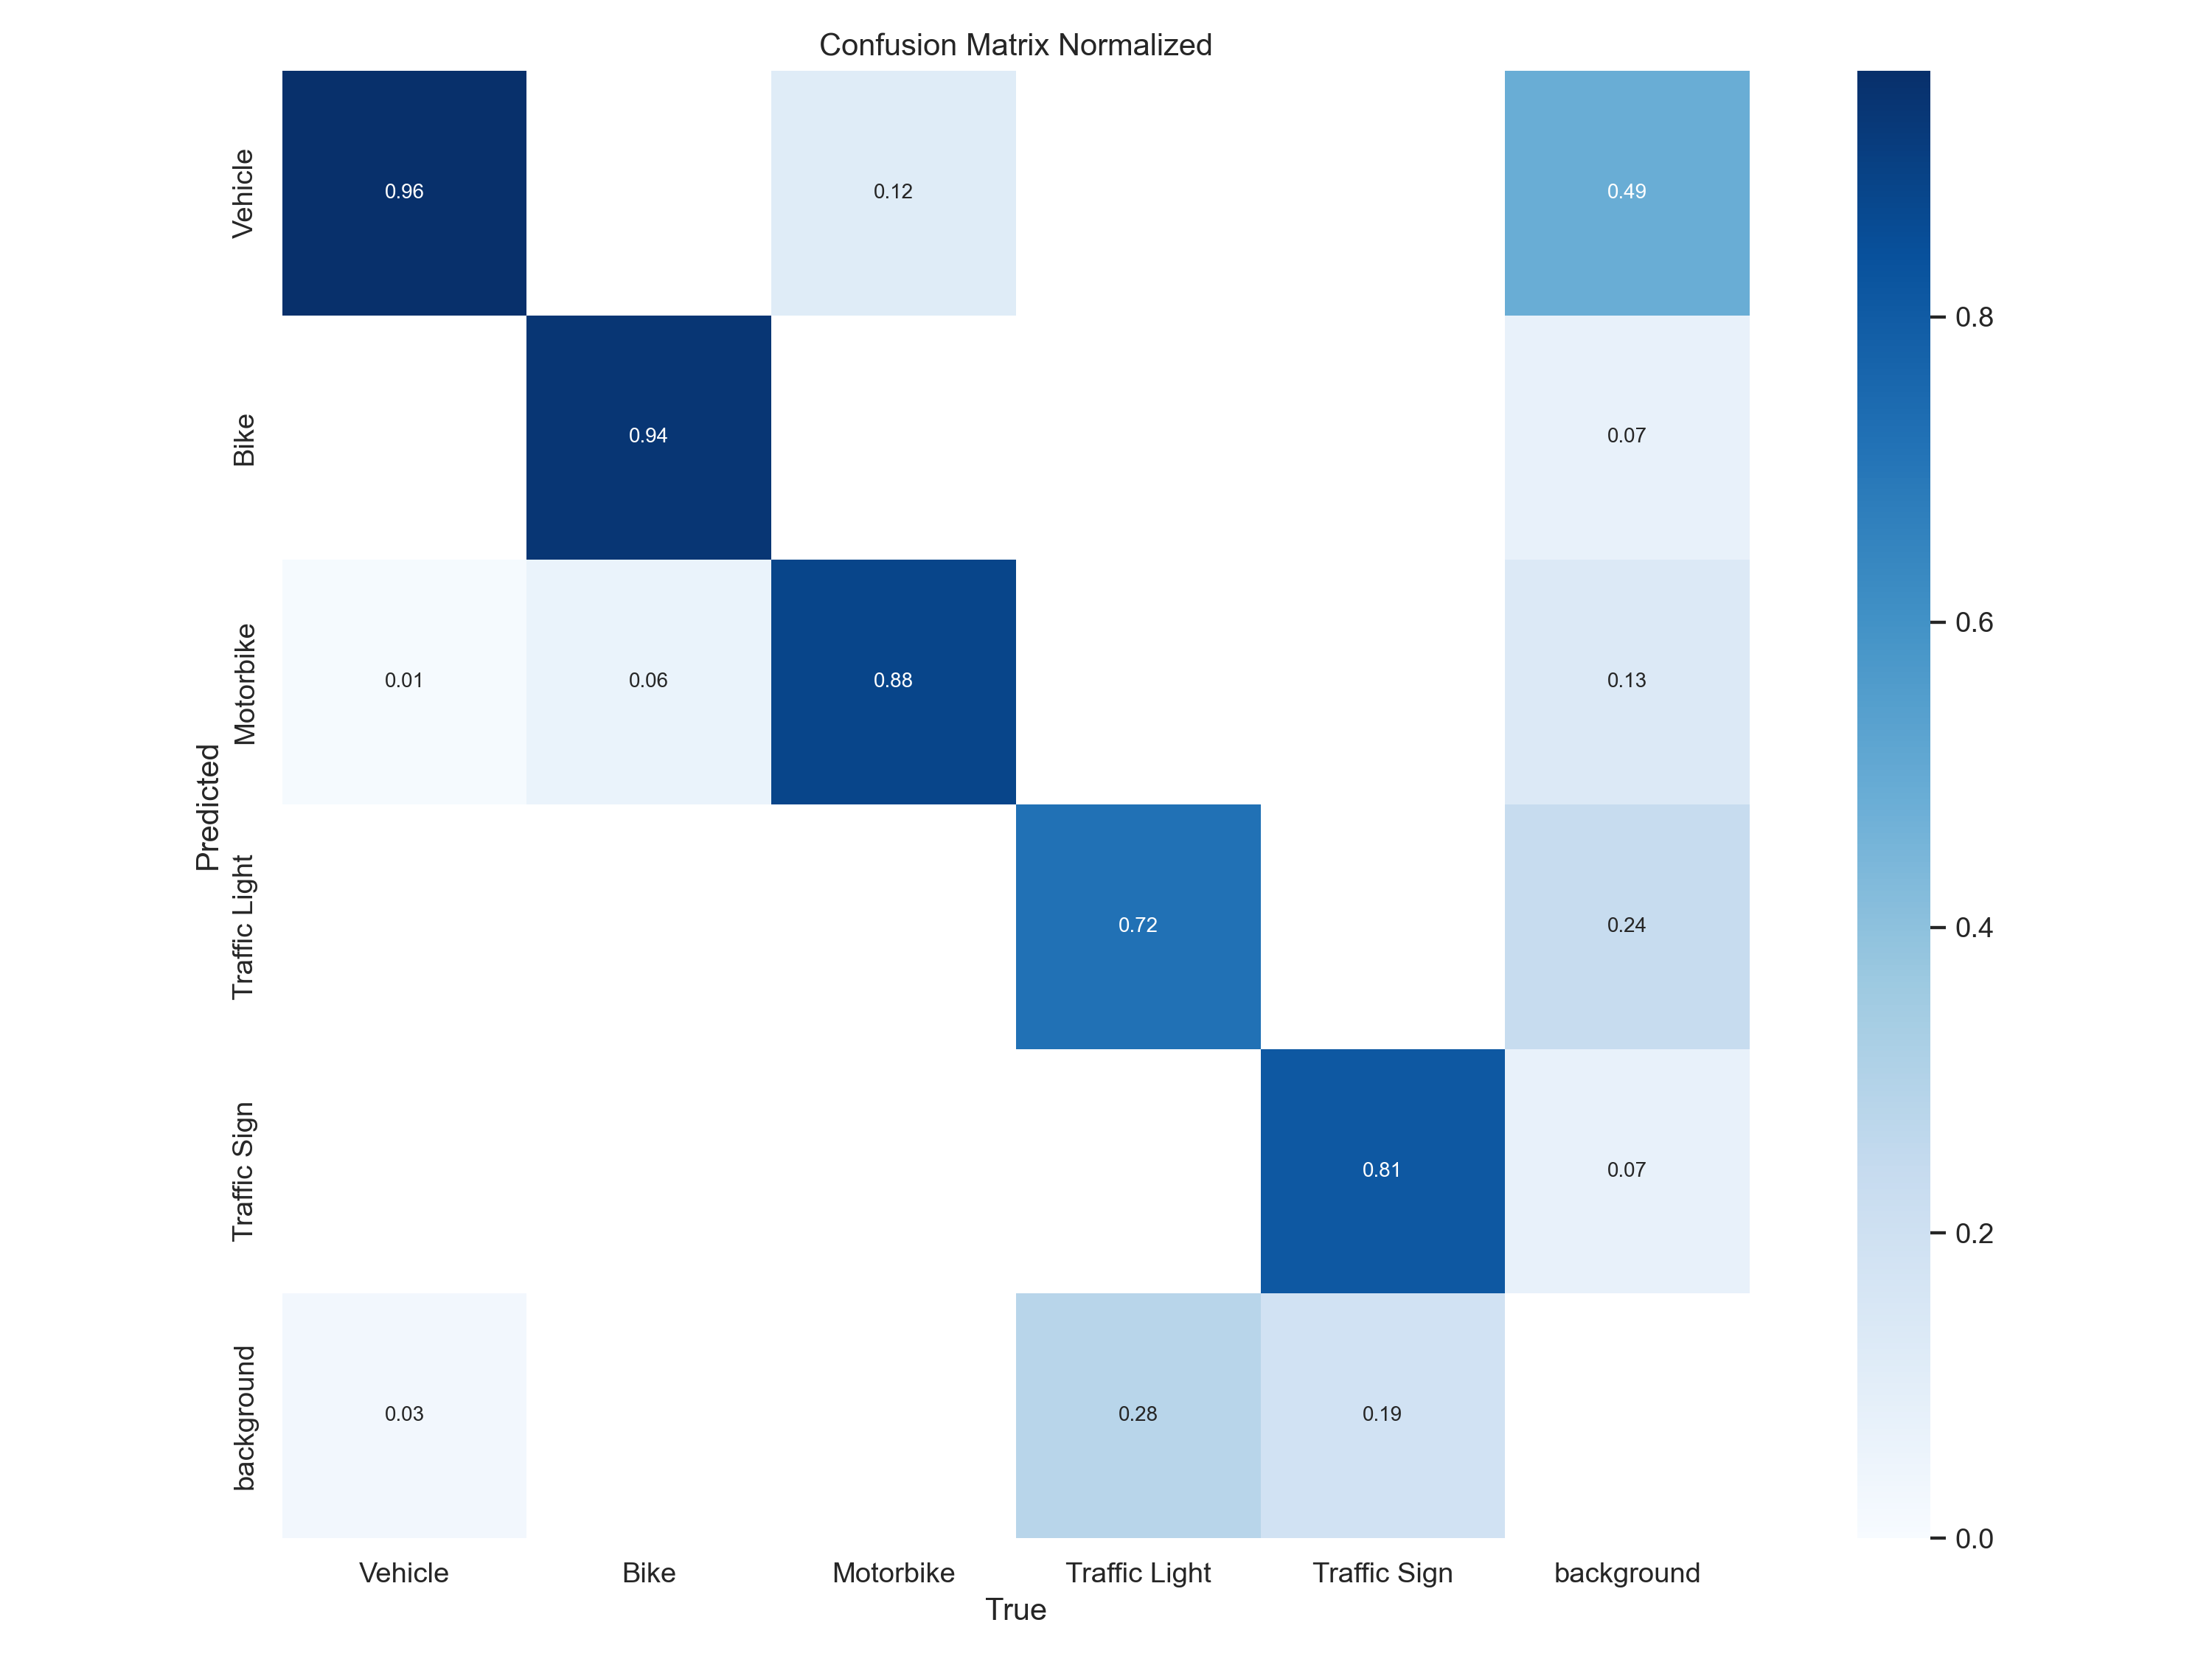 Confusion Matrix Normalized
Vehicle
0.96
0.12
0.49
Bike
0.94
0.07
Motorbike
0.01
0.06
0.88
0.13
Predicted
Traffic Light
0.72
0.24
Traffic Sign
0.81
0.07
background
0.03
0.28
0.19
Vehicle
Bike
Motorbike
Traffic Light
Traffic Sign
background
True
0.8
0.6
0.4
0.2
0.0